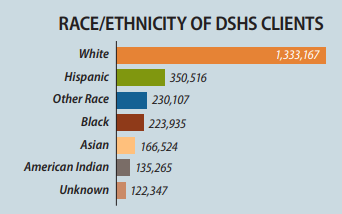 RACE/ETHNICITY OF DSHS CLIENTS
White 1,333,167
Hispanic 350,516
Other Race 230,107
Black 223,935
Asian 166,524
American Indian 135,265
Unknown 122,347